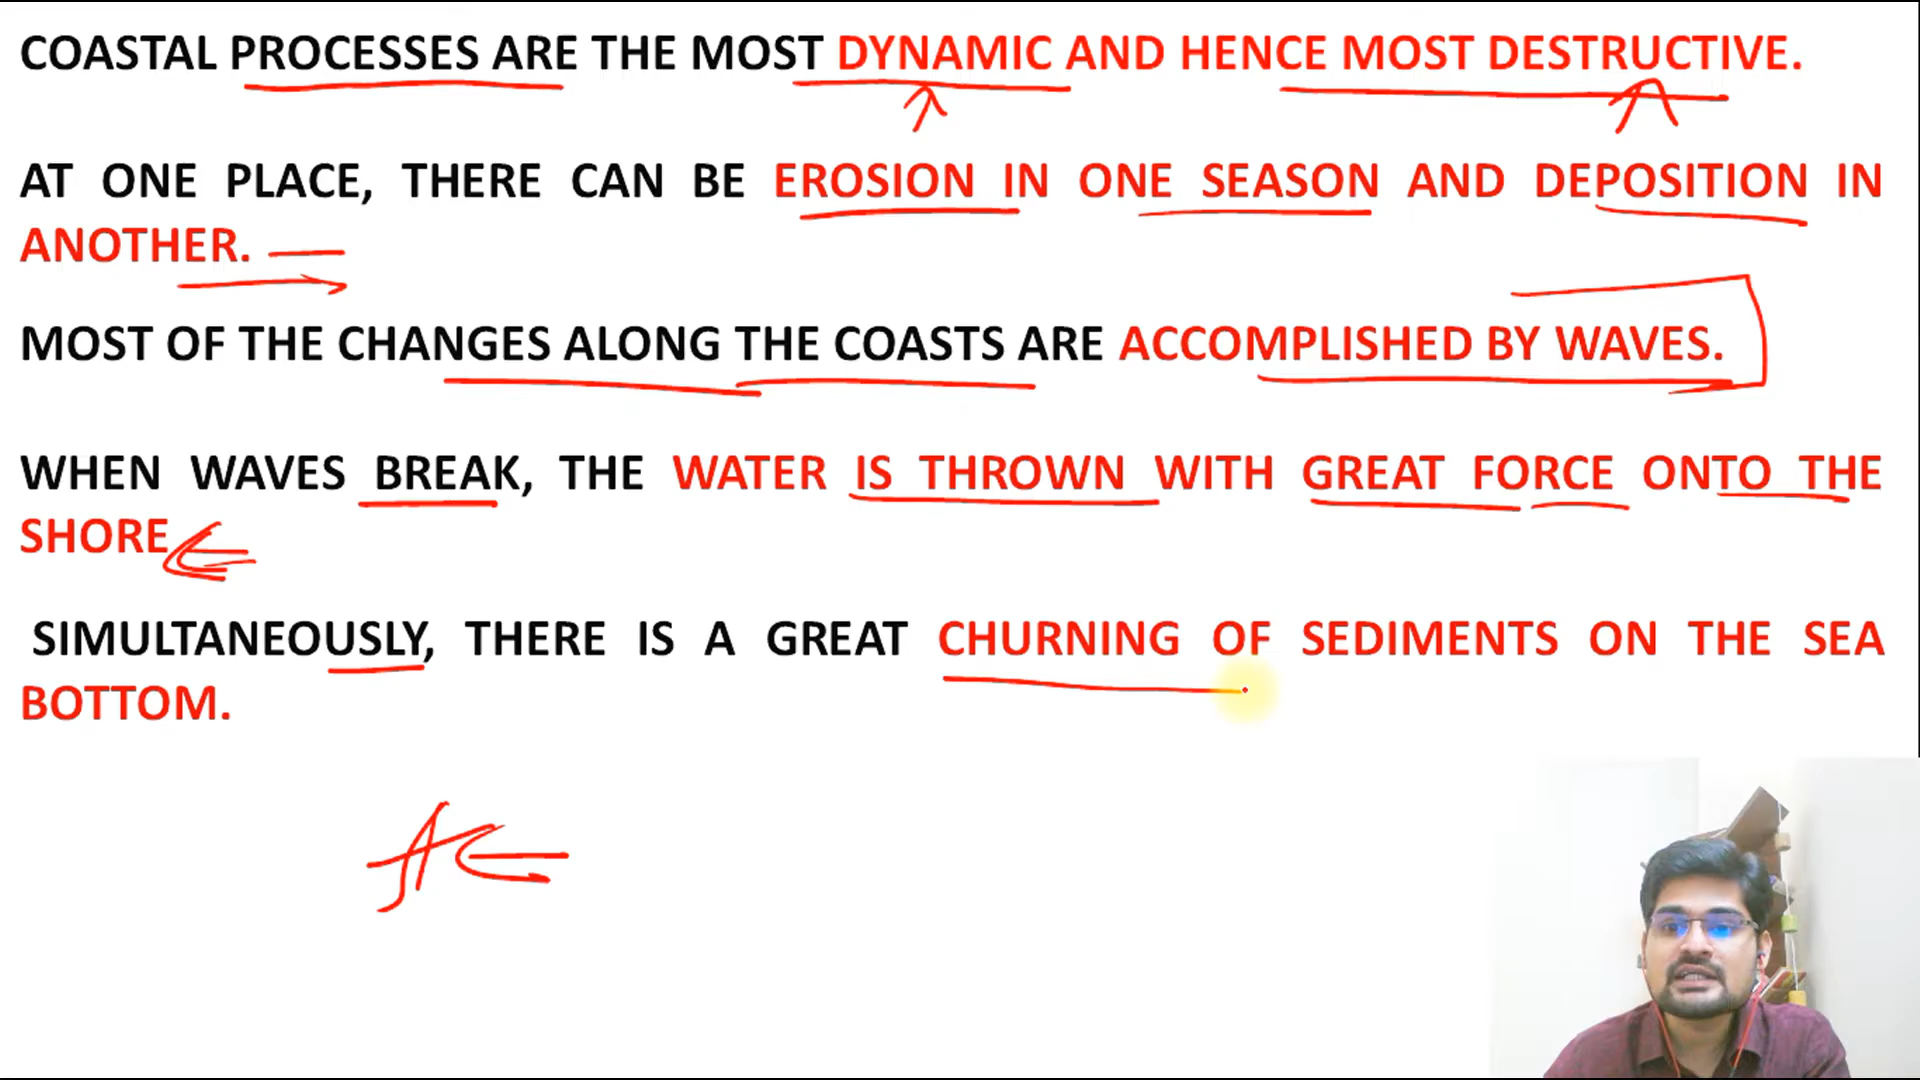 COASTAL PROCESSES ARE THE MOST DYNAMIC AND HENCE MOST DESTRUCTIVE.
AT ONE PLACE, THERE CAN BE EROSION IN ONE SEASON AND DEPOSITION IN
ANOTHER.
MOST OF THE CHANGES ALONG THE COASTS ARE ACCOMPLISHED BY WAVES.
WHEN WAVES BREAK, THE WATER IS THROWN WITH GREAT FORCE ONTO THE
SHORE
SIMULTANEOUSLY, THERE IS A GREAT CHURNING OF SEDIMENTS ON THE SEA
BOTTOM.